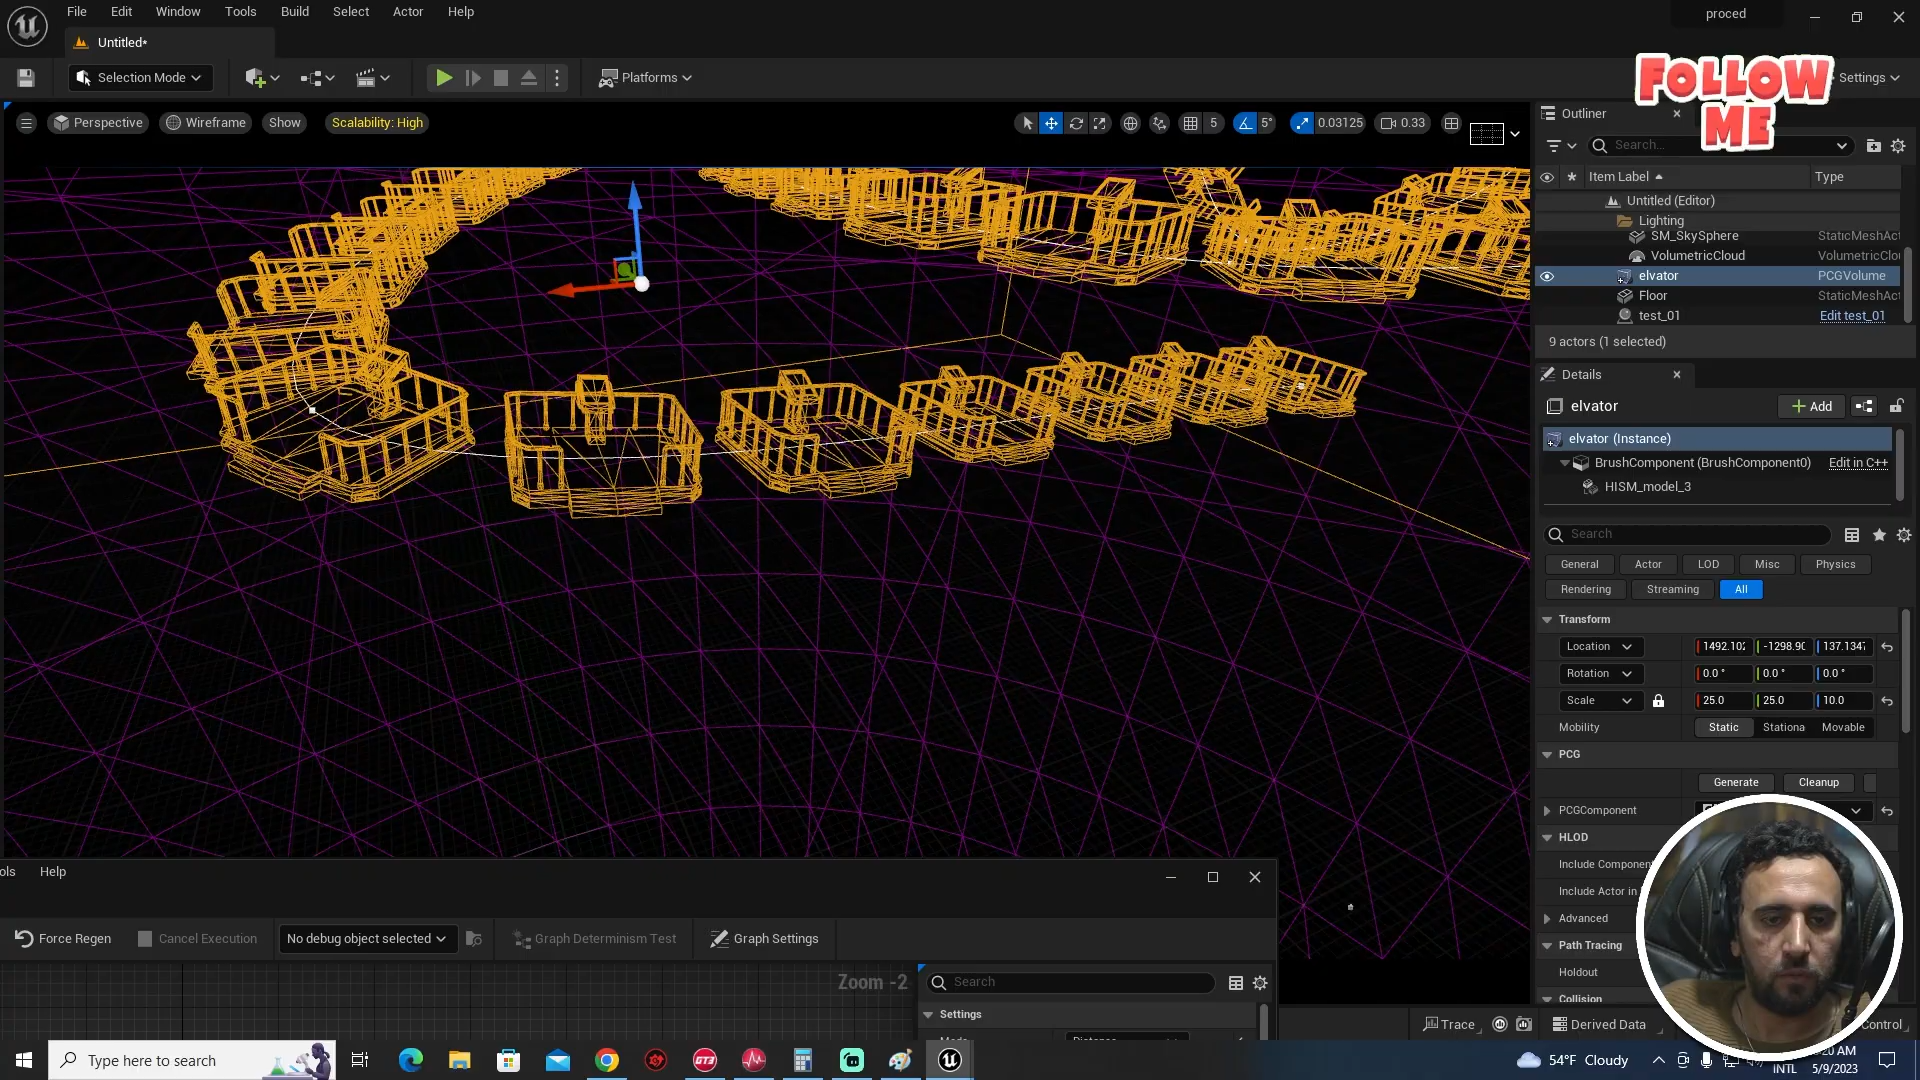 File Edit Window Tools Build Select Actor Help
proced
Untitled*
Selection Mode
Platforms
Settings
FOLLOW
ME
Perspective Wireframe Show Scalability: High
5 5° 0.03125 0.33
Outliner
Search...
Item Label Type
Untitled (Editor)
Lighting
SM_SkySphere StaticMeshAct
VolumetricCloud VolumetricClou
elvator PCGVolume
Floor StaticMeshAct
test_01 Edit test_01
9 actors (1 selected)
Details
elvator Add
elvator (Instance)
BrushComponent (BrushComponent0) Edit in C++
HISM_model_3
Search
General Actor LOD Misc Physics
Rendering Streaming All
Transform
Location 1492.102 -1298.90 137.1347
Rotation 0.0° 0.0° 0.0°
Scale 25.0 25.0 10.0
Mobility Static Stationa Movable
PCG
Generate Cleanup
PCGComponent
HLOD
Include Componen
Include Actor in
Advanced
Path Tracing
Holdout
Collision
ols Help
Force Regen Cancel Execution No debug object selected Graph Determinism Test Graph Settings
Zoom -2
Search
Settings
Trace Derived Data Control
Type here to search
GT3
54°F Cloudy
20 AM
INTL 5/9/2023